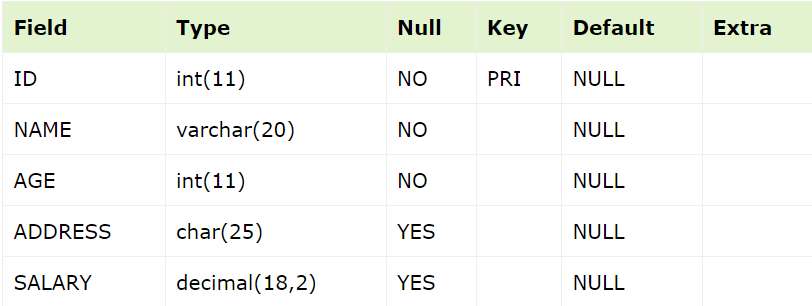 Field Type Null Key Default Extra
ID int(11) NO PRI NULL
NAME varchar(20) NO NULL
AGE int(11) NO NULL
ADDRESS char(25) YES NULL
SALARY decimal(18,2) YES NULL